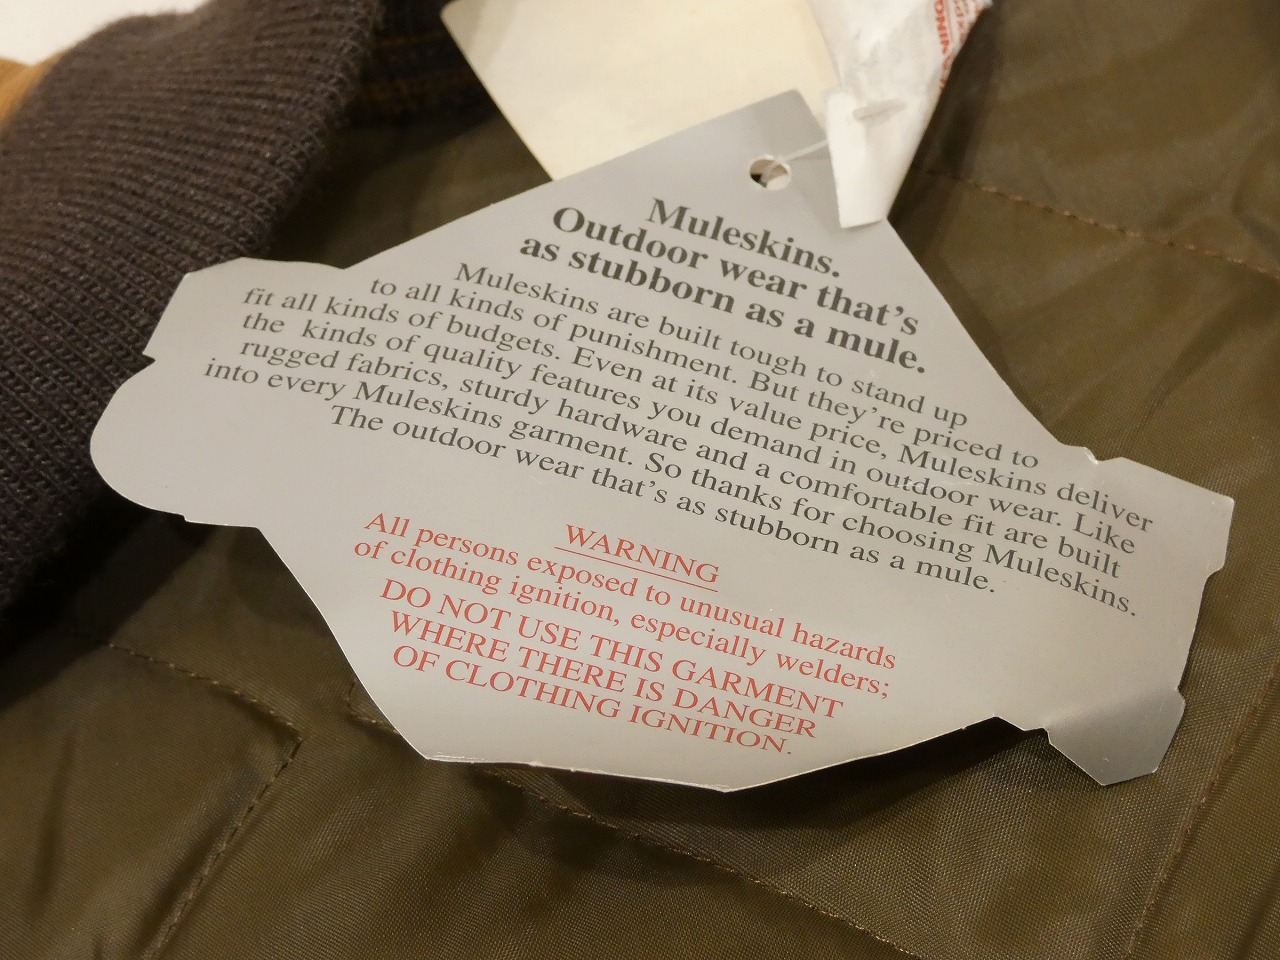 Muleskins.
Outdoor wear that's
as stubborn as a mule.
Muleskins are built tough to stand up
to all kinds of punishment. But they're priced to
fit all kinds of budgets. Even at its value price, Muleskins deliver
the kinds of quality features you demand in outdoor wear. Like
rugged fabrics, sturdy hardware and a comfortable fit are built
into every Muleskins garment. So thanks for choosing Muleskins.
The outdoor wear that's as stubborn as a mule.
WARNING
All persons exposed to unusual hazards
of clothing ignition, especially welders;
DO NOT USE THIS GARMENT
WHERE THERE IS DANGER
OF CLOTHING IGNITION.